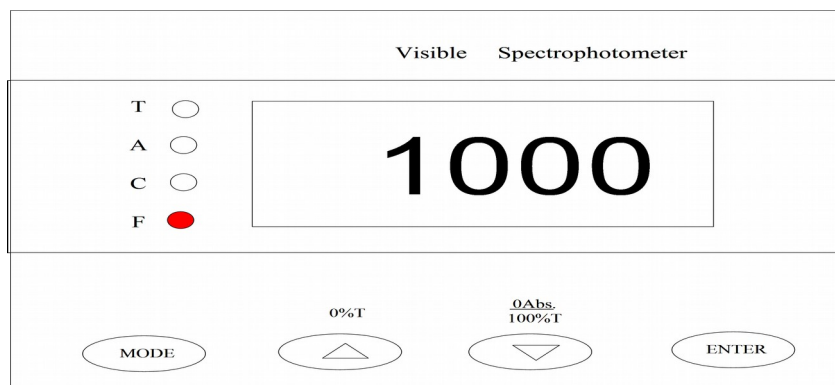 Visible Spectrophotometer
T
A
C
F
1000
0%T
0Abs.
100%T
MODE
ENTER